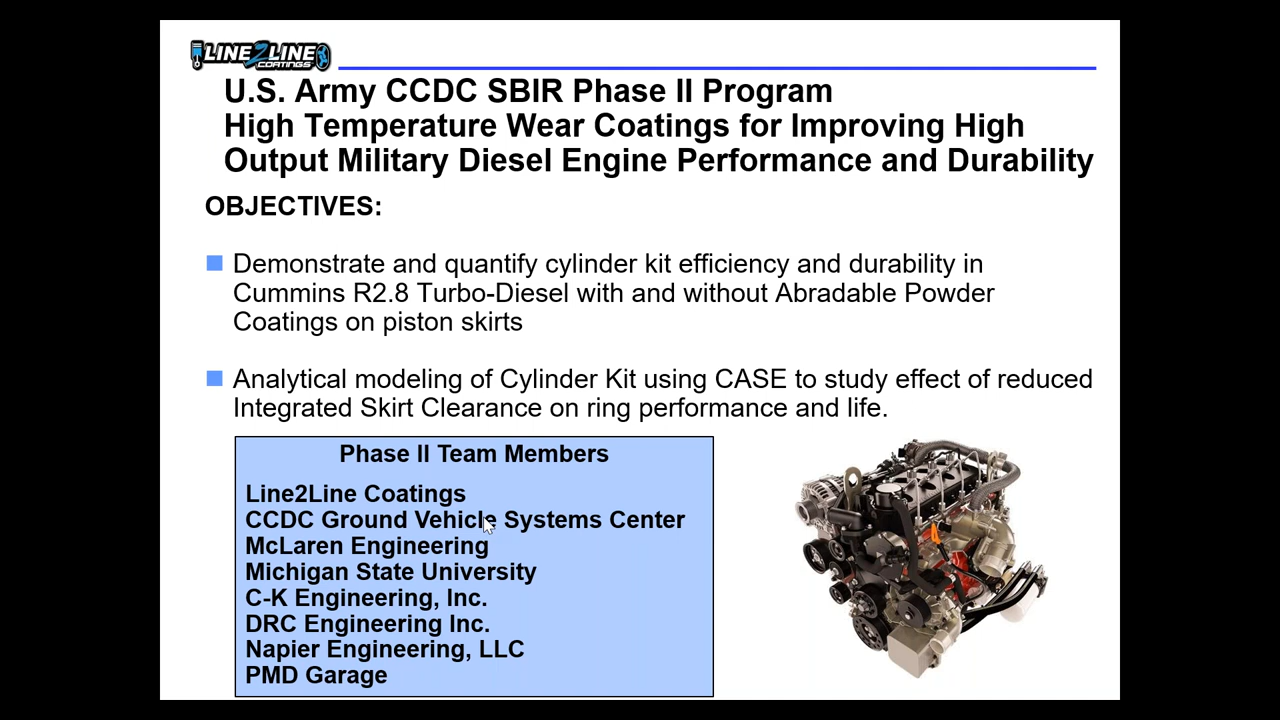 LINE2LINE
COATINGS
U.S. Army CCDC SBIR Phase II Program
High Temperature Wear Coatings for Improving High
Output Military Diesel Engine Performance and Durability
OBJECTIVES:
Demonstrate and quantify cylinder kit efficiency and durability in
Cummins R2.8 Turbo-Diesel with and without Abradable Powder
Coatings on piston skirts
Analytical modeling of Cylinder Kit using CASE to study effect of reduced
Integrated Skirt Clearance on ring performance and life.
Phase II Team Members
Line2Line Coatings
CCDC Ground Vehicle Systems Center
McLaren Engineering
Michigan State University
C-K Engineering, Inc.
DRC Engineering Inc.
Napier Engineering, LLC
PMD Garage